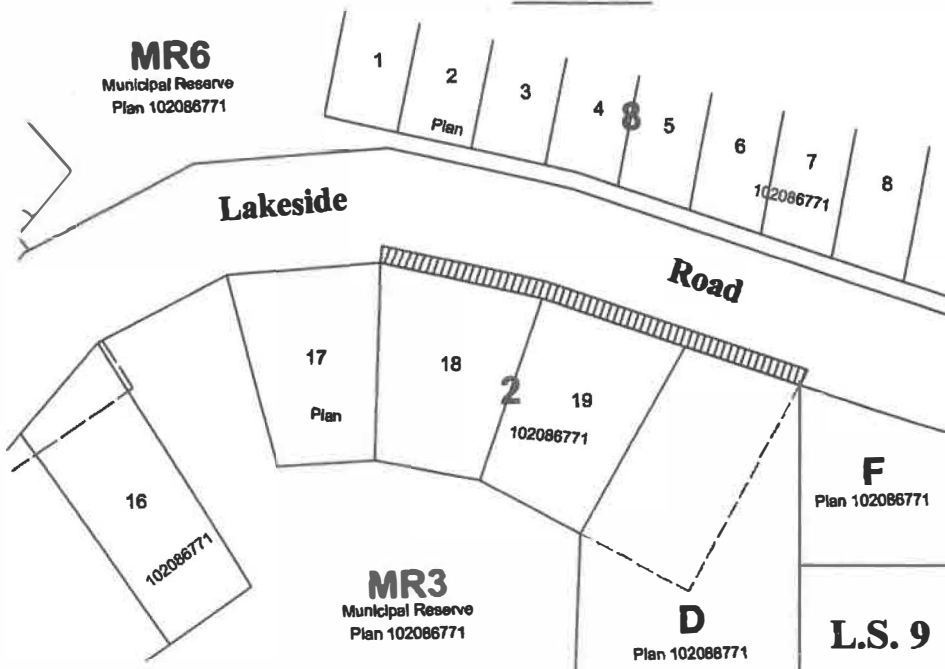 MR6
Municipal Reserve
Plan 102086771
1
2
3
4
8
5
6
7
8
Plan
102086771
Lakeside
Road
17
Plan
18
2
19
102086771
16
102086771
F
Plan 102086771
MR3
Municipal Reserve
Plan 102086771
D
Plan 102086771
L.S. 9